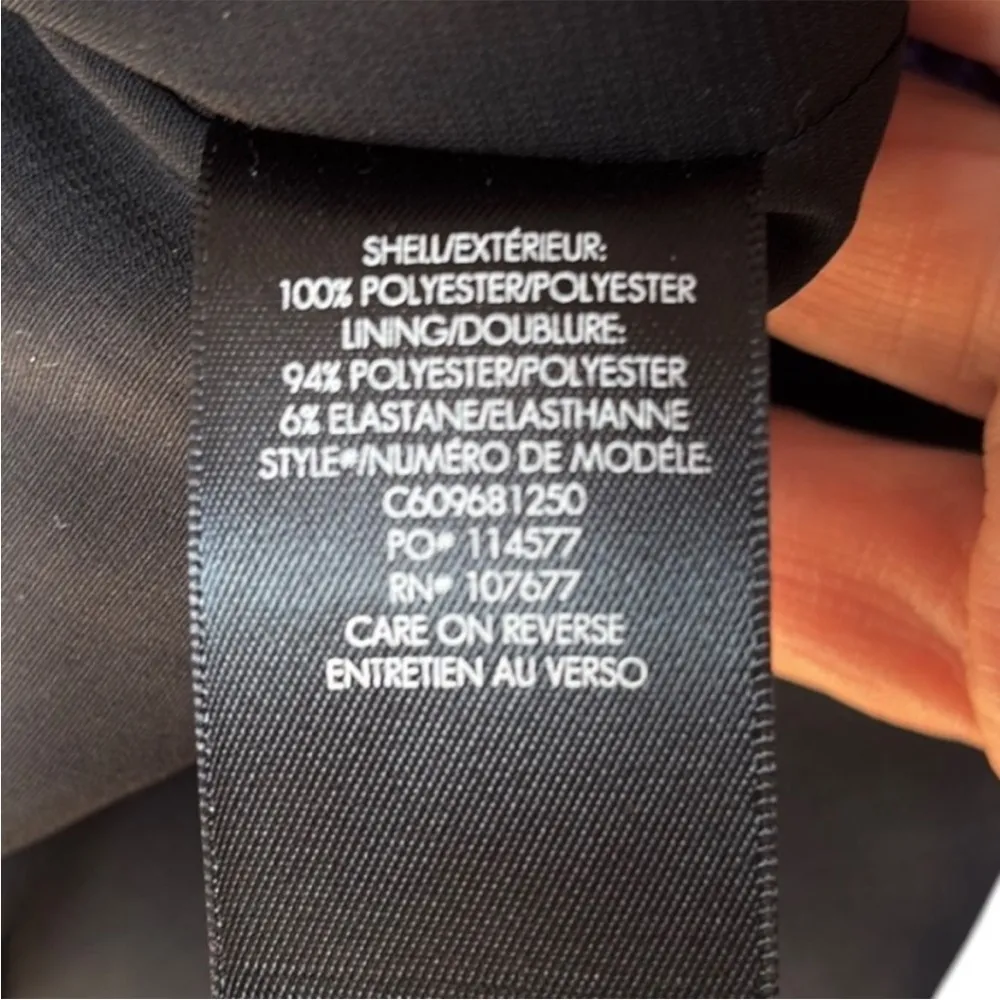 SHELL/EXTÉRIEUR:
100% POLYESTER/POLYESTER
LINING/DOUBLURE:
94% POLYESTER/POLYESTER
6% ELASTANE/ELASTHANNE
STYLE#/NUMÉRO DE MODÉLE:
C609681250
PO# 114577
RN# 107677
CARE ON REVERSE
ENTRETIEN AU VERSO